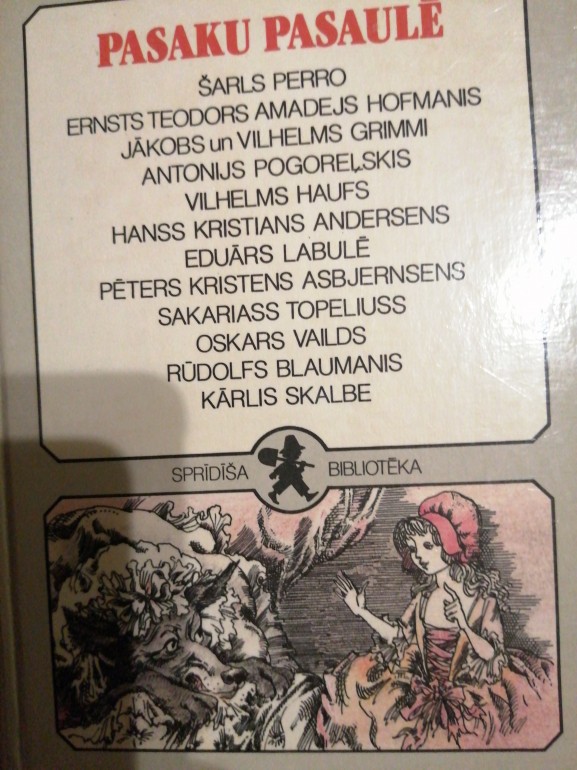 PASAKU PASAULĒ
ŠARLS PERRO
ERNSTS TEODORS AMADEJS HOFMANIS
JĀKOBS un VILHELMS GRIMMI
ANTONIJS POGOREĻSKIS
VILHELMS HAUFS
HANSS KRISTIANS ANDERSENS
EDUĀRS LABULĒ
PĒTERS KRISTENS ASBJERNSENS
SAKARIASS TOPELIUSS
OSKARS VAILDS
RŪDOLFS BLAUMANIS
KĀRLIS SKALBE
SPRĪDĪŠA BIBLIOTĒKA